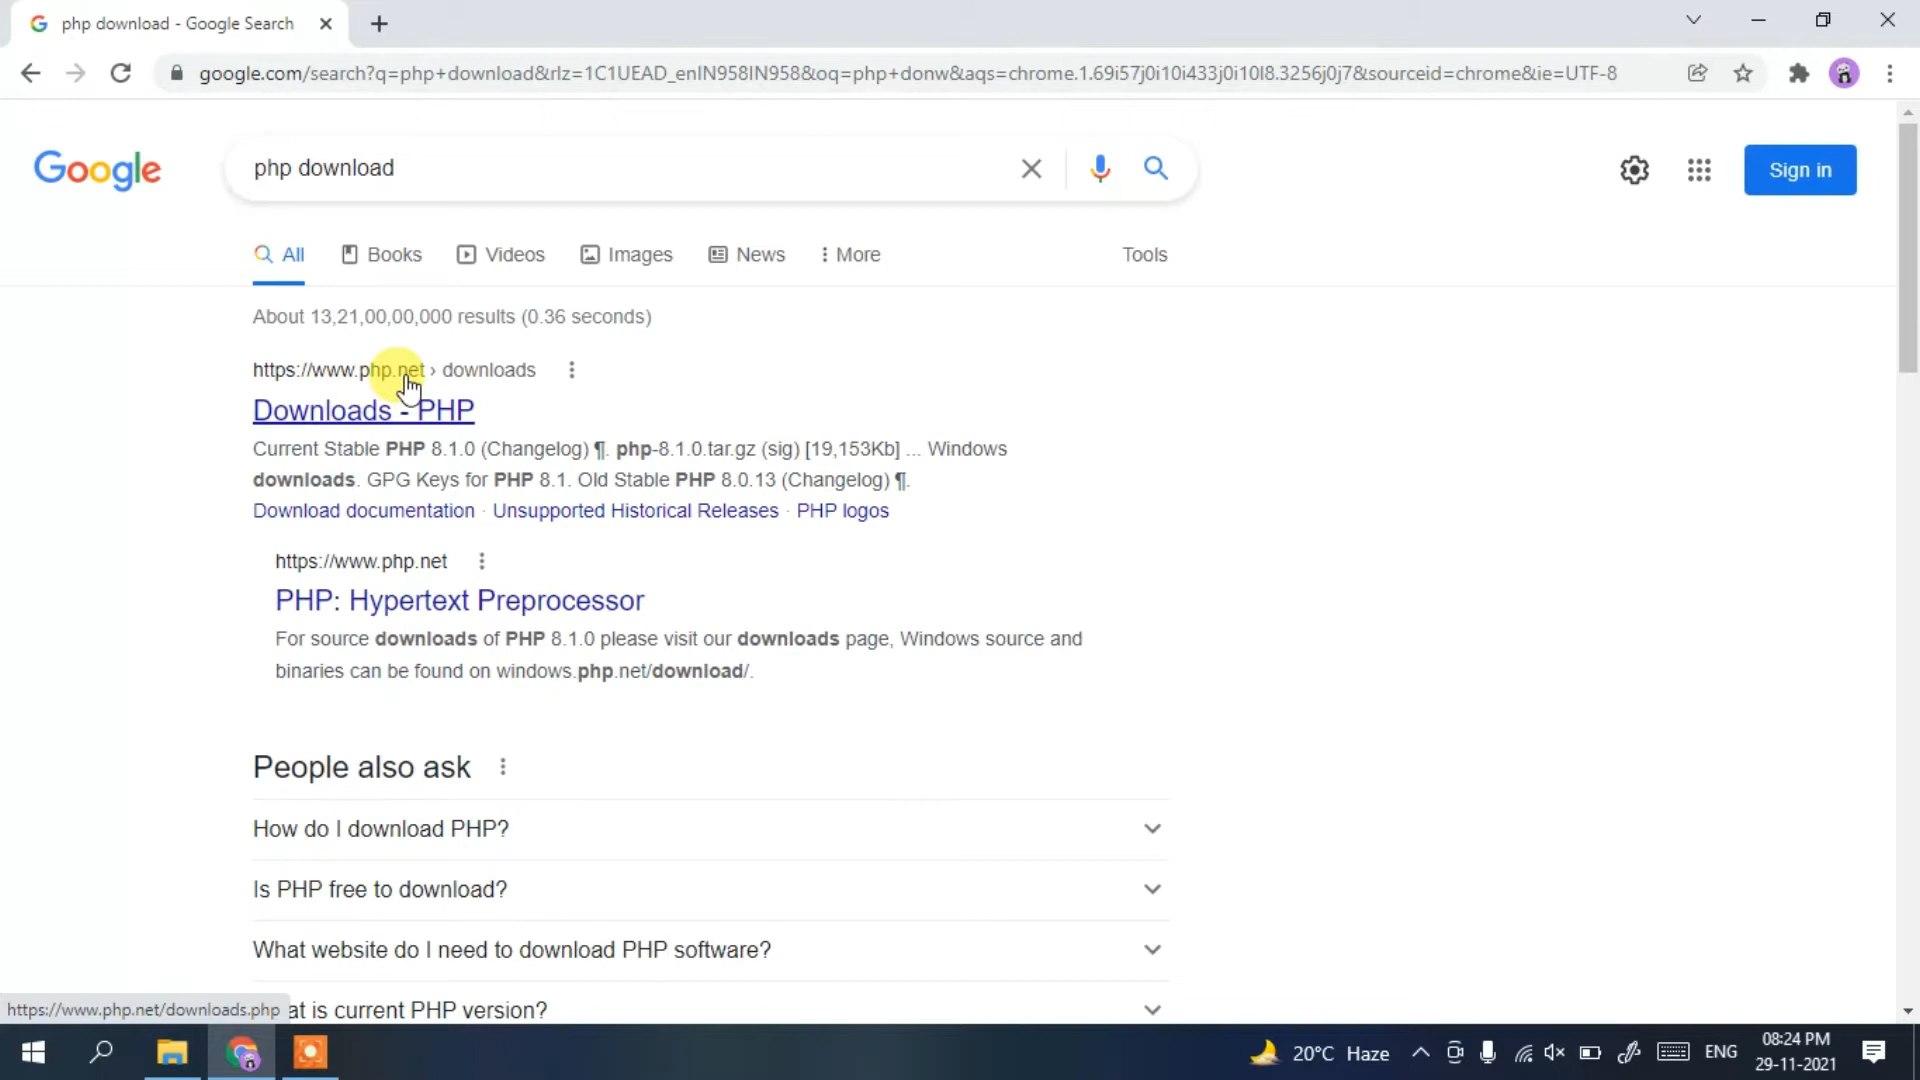 php download - Google Search
google.com/search?q=php+download&rlz=1C1UEAD_enIN958IN958&oq=php+donw&aqs=chrome.1.69i57j0i10i433j0i10l8.3256j0j7&sourceid=chrome&ie=UTF-8
Google
php download
Sign in
All
Books
Videos
Images
News
More
Tools
About 13,21,00,00,000 results (0.36 seconds)
https://www.php.net › downloads
Downloads - PHP
Current Stable PHP 8.1.0 (Changelog) ¶. php-8.1.0.tar.gz (sig) [19,153Kb] ... Windows
downloads. GPG Keys for PHP 8.1. Old Stable PHP 8.0.13 (Changelog) ¶.
Download documentation · Unsupported Historical Releases · PHP logos
https://www.php.net
PHP: Hypertext Preprocessor
For source downloads of PHP 8.1.0 please visit our downloads page, Windows source and
binaries can be found on windows.php.net/download/.
People also ask
How do I download PHP?
Is PHP free to download?
What website do I need to download PHP software?
at is current PHP version?
https://www.php.net/downloads.php
20°C Haze
ENG
08:24 PM
29-11-2021